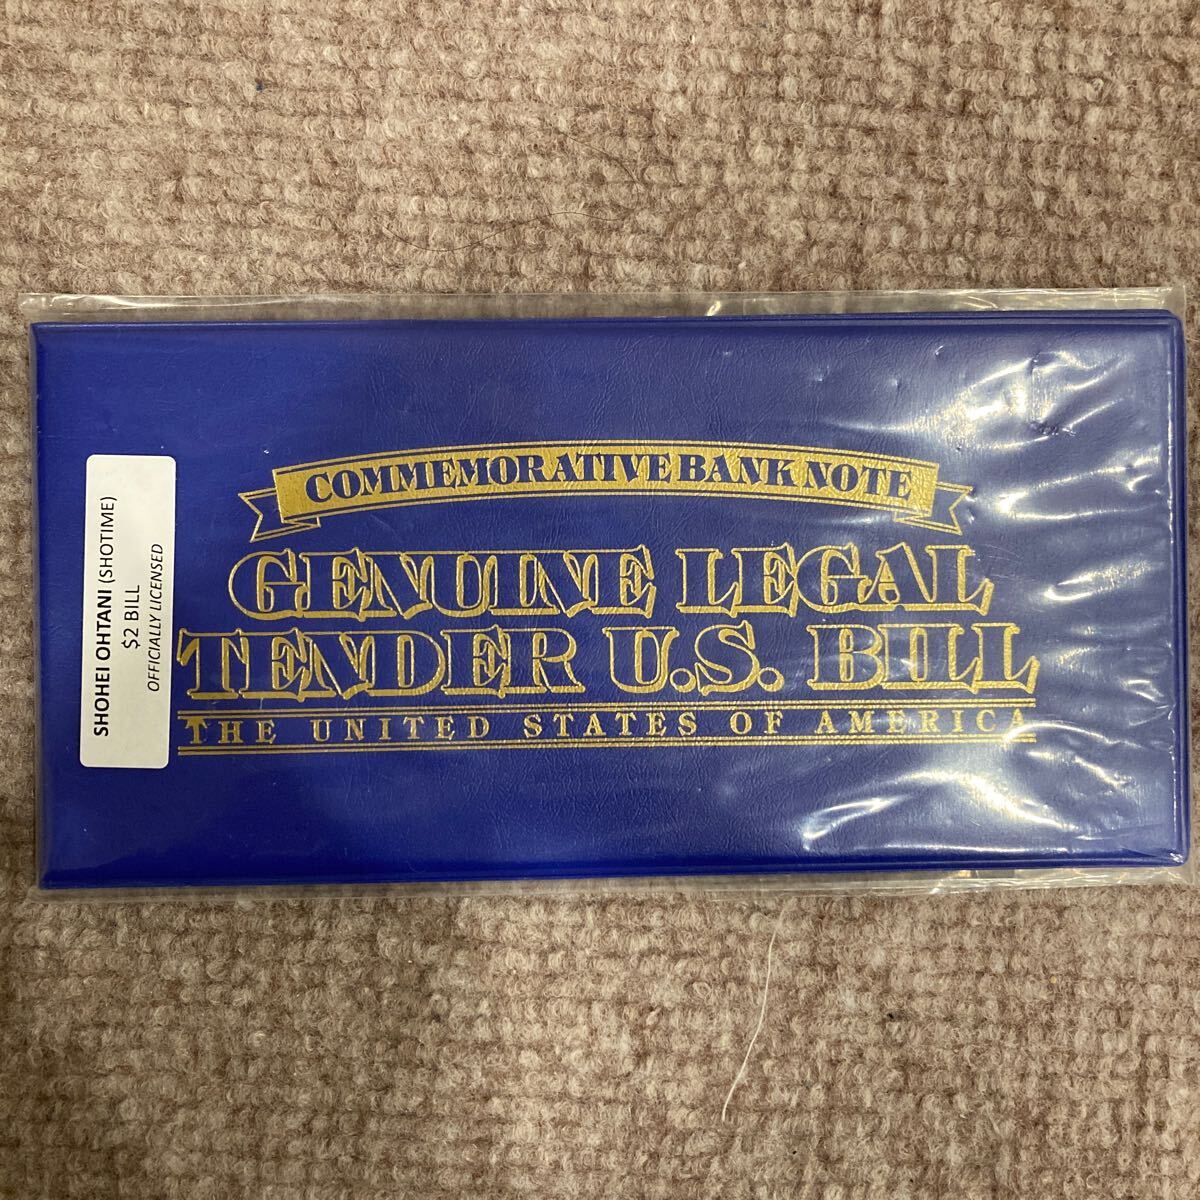 COMMEMORATIVE BANK NOTE
GENUINE LEGAL
TENDER U.S. BILL
THE UNITED STATES OF AMERICA
SHOHEI OHTANI (SHOTIME)
$2 BILL
OFFICIALLY LICENSED